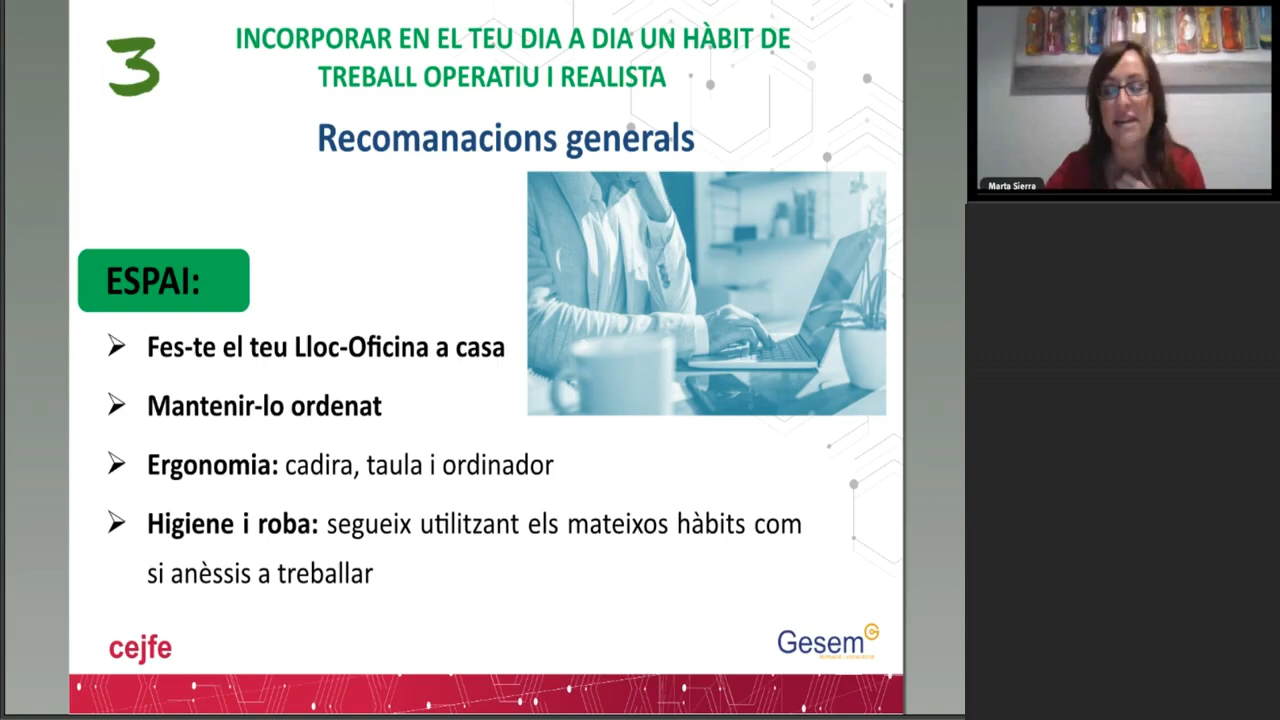 3
INCORPORAR EN EL TEU DIA A DIA UN HÀBIT DE
TREBALL OPERATIU I REALISTA
Recomanacions generals
ESPAI:
Fes-te el teu Lloc-Oficina a casa
Mantenir-lo ordenat
Ergonomia: cadira, taula i ordinador
Higiene i roba: segueix utilitzant els mateixos hàbits com
si anèssis a treballar
cejfe
Gesem
Marta Sierra